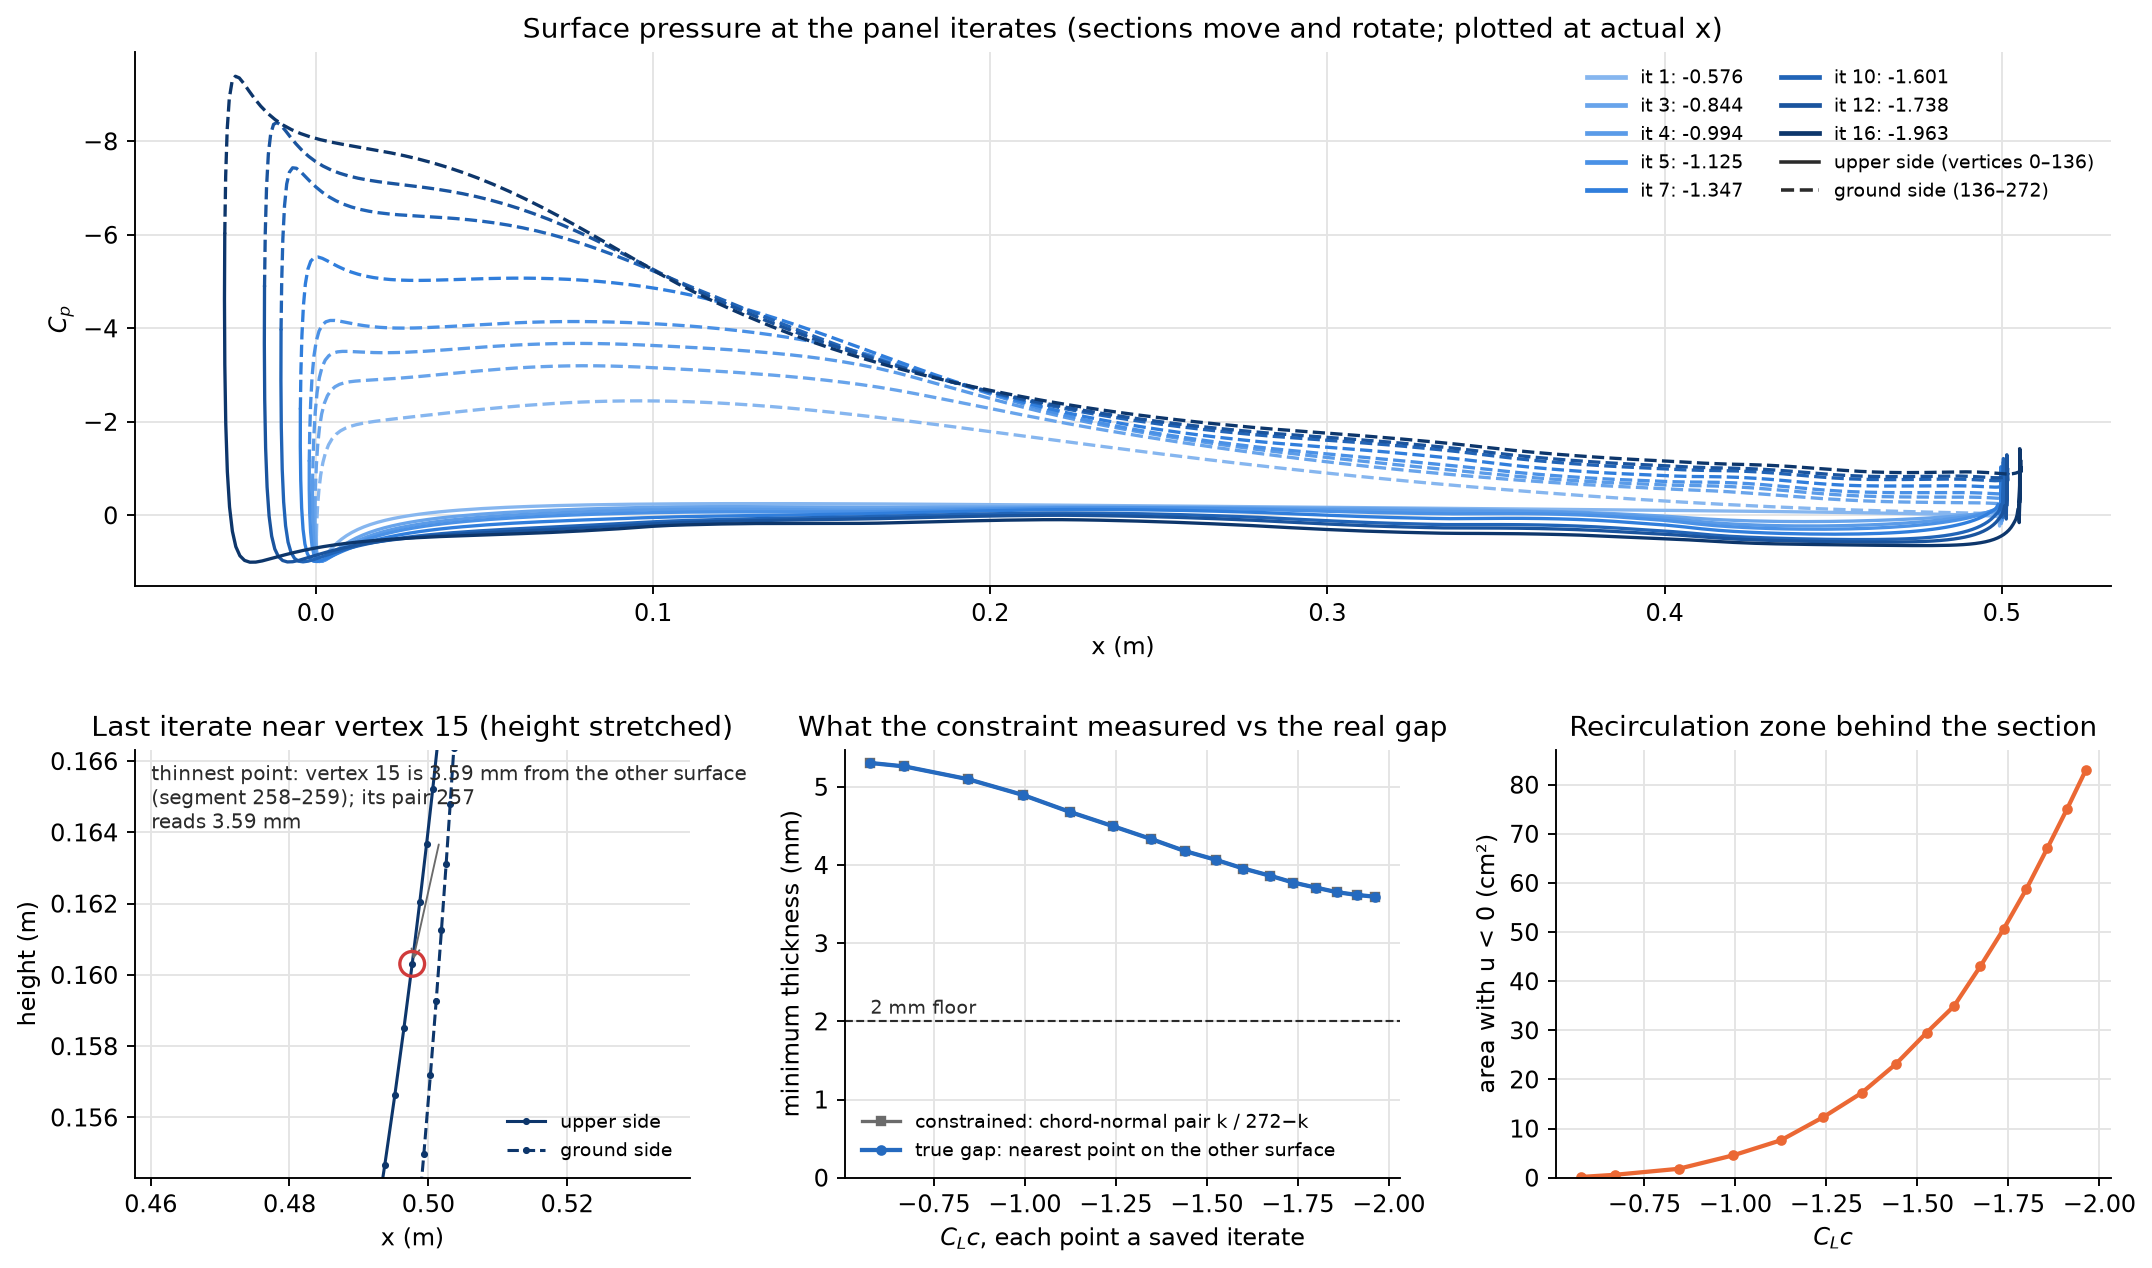 Surface pressure at the panel iterates (sections move and rotate; plotted at actual x)
it 1: -0.576
it 3: -0.844
it 4: -0.994
it 5: -1.125
it 7: -1.347
it 10: -1.601
it 12: -1.738
it 16: -1.963
upper side (vertices 0–136)
ground side (136–272)
Cp
−8
−6
−4
−2
0
0.0
0.1
0.2
0.3
0.4
0.5
x (m)
Last iterate near vertex 15 (height stretched)
thinnest point: vertex 15 is 3.59 mm from the other surface
(segment 258–259); its pair 257
reads 3.59 mm
height (m)
0.166
0.164
0.162
0.160
0.158
0.156
upper side
ground side
0.46
0.48
0.50
0.52
x (m)
What the constraint measured vs the real gap
minimum thickness (mm)
5
4
3
2
1
0
2 mm floor
constrained: chord-normal pair k / 272−k
true gap: nearest point on the other surface
−0.75
−1.00
−1.25
−1.50
−1.75
−2.00
CLc, each point a saved iterate
Recirculation zone behind the section
area with u < 0 (cm²)
80
70
60
50
40
30
20
10
0
−0.75
−1.00
−1.25
−1.50
−1.75
−2.00
CLc